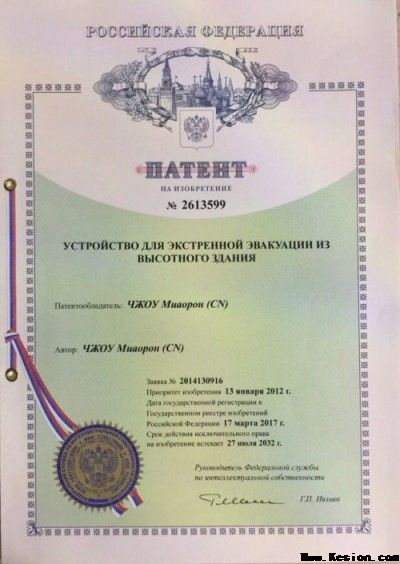 РОССИЙСКАЯ ФЕДЕРАЦИЯ
ПАТЕНТ
НА ИЗОБРЕТЕНИЕ
№ 2613599
УСТРОЙСТВО ДЛЯ ЭКСТРЕННОЙ ЭВАКУАЦИИ ИЗ
ВЫСОТНОГО ЗДАНИЯ
Патентообладатель: ЧЖОУ Миаорон (CN)
Автор: ЧЖОУ Миаорон (CN)
Заявка № 2014130916
Приоритет изобретения 13 января 2012 г.
Дата государственной регистрации в
Государственном реестре изобретений
Российской Федерации 17 марта 2017 г.
Срок действия исключительного права
на изобретение истекает 27 июля 2032 г.
Руководитель Федеральной службы
по интеллектуальной собственности
Г.П. Ивлиев
Www.Kesion.com